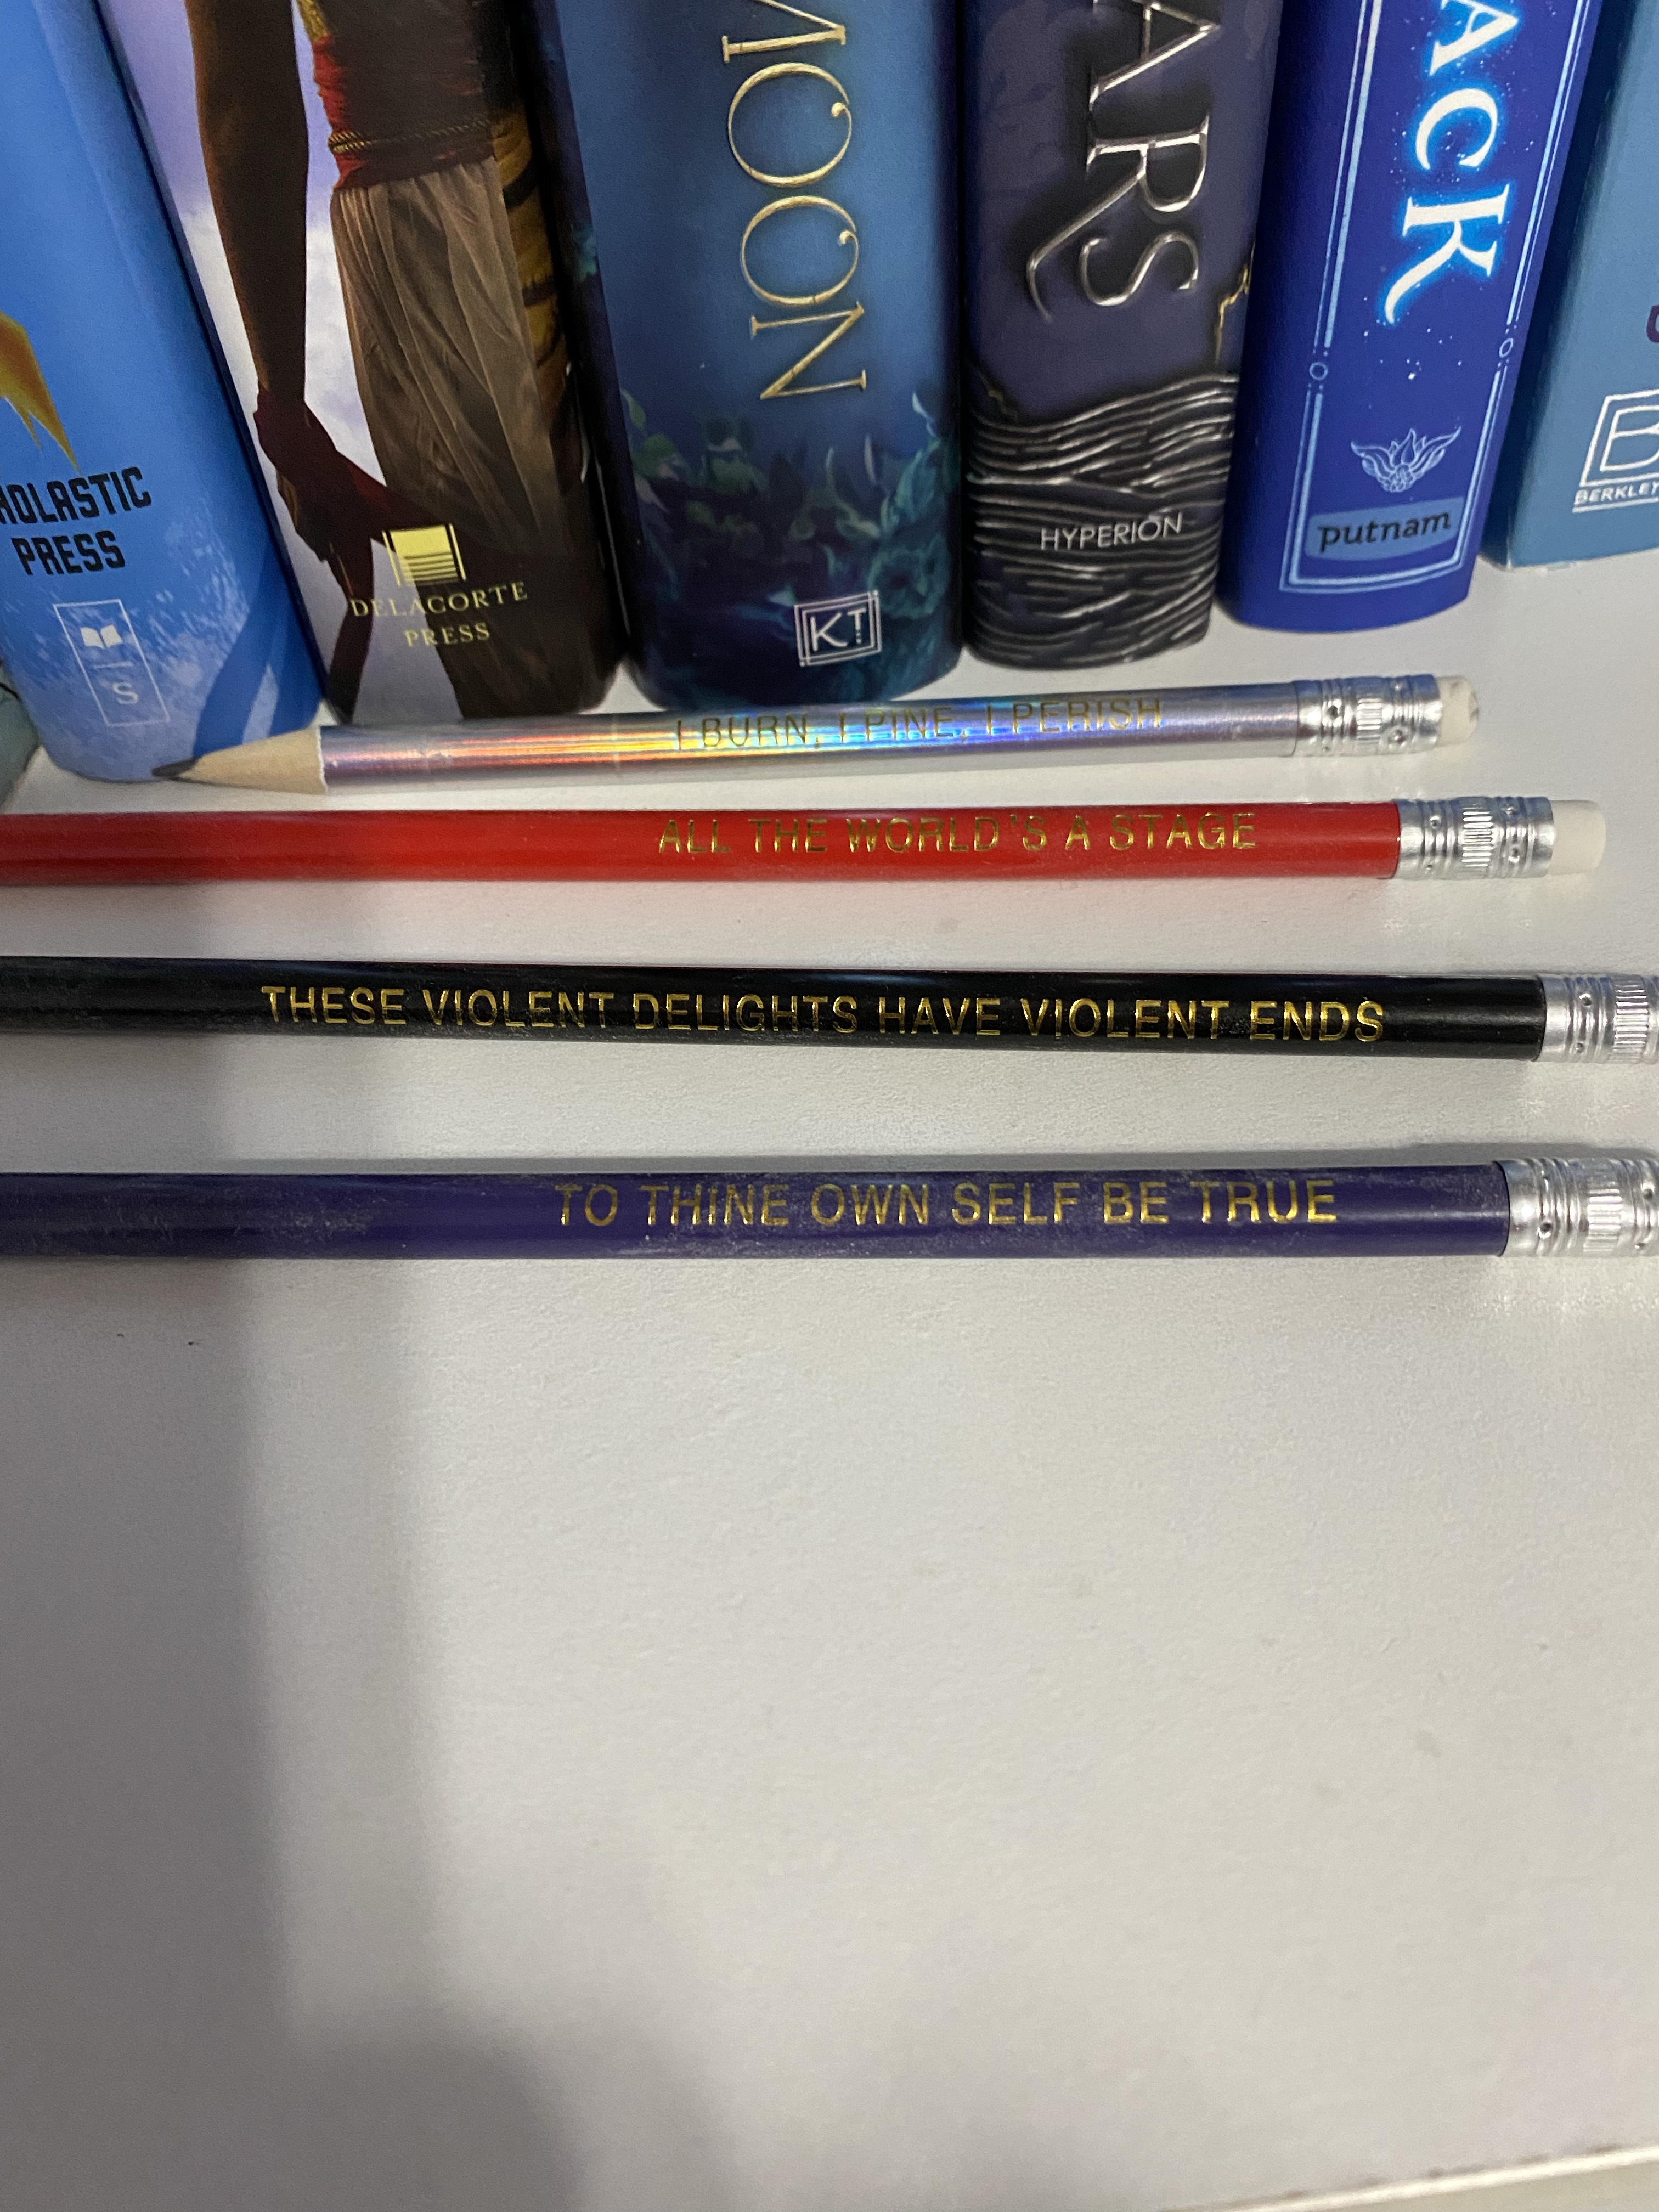 HOLASTIC
PRESS
S
DELACORTE
PRESS
MOON
KT
ARS
HYPERION
ACK
putnam
B
BERKLEY
I BURN, I PINE, I PERISH
ALL THE WORLD'S A STAGE
THESE VIOLENT DELIGHTS HAVE VIOLENT ENDS
TO THINE OWN SELF BE TRUE